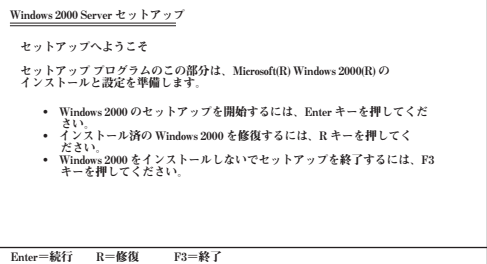 Windows 2000 Server セットアップ
セットアップへようこそ
セットアップ プログラムのこの部分は、Microsoft(R) Windows 2000(R) の
インストールと設定を準備します。
• Windows 2000 のセットアップを開始するには、Enter キーを押してくだ
さい。
• インストール済の Windows 2000 を修復するには、R キーを押してく
ださい。
• Windows 2000 をインストールしないでセットアップを終了するには、F3
キーを押してください。
Enter＝続行 R＝修復 F3＝終了